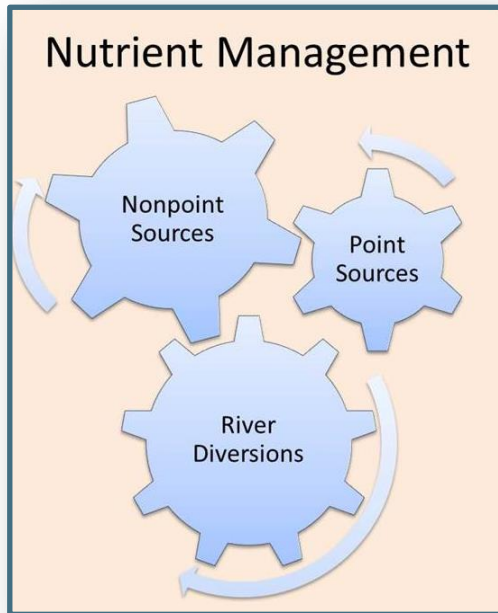 Nutrient Management
Nonpoint
Sources
Point
Sources
River
Diversions